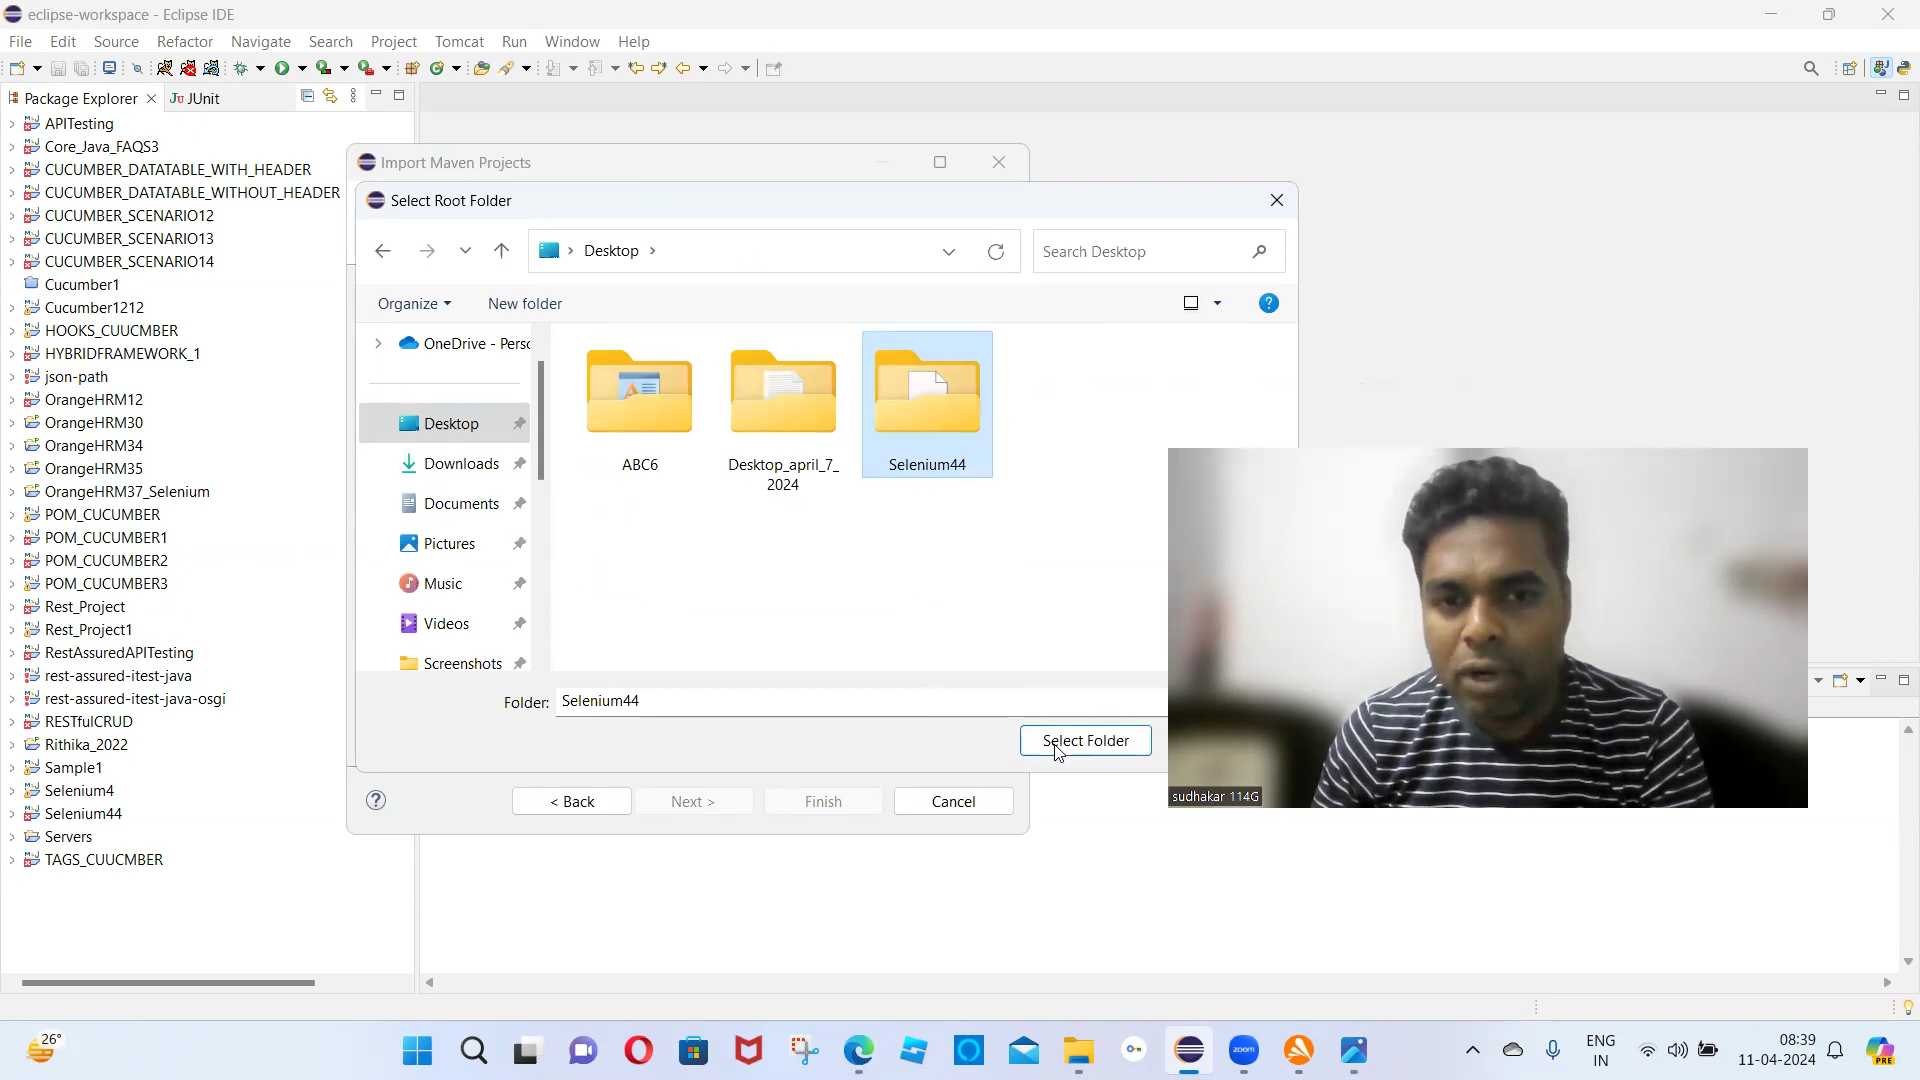 eclipse-workspace - Eclipse IDE
File Edit Source Refactor Navigate Search Project Tomcat Run Window Help
Package Explorer
JUnit
APITesting
Core_Java_FAQS3
CUCUMBER_DATATABLE_WITH_HEADER
CUCUMBER_DATATABLE_WITHOUT_HEADER
CUCUMBER_SCENARIO12
CUCUMBER_SCENARIO13
CUCUMBER_SCENARIO14
Cucumber1
Cucumber1212
HOOKS_CUUCMBER
HYBRIDFRAMEWORK_1
json-path
OrangeHRM12
OrangeHRM30
OrangeHRM34
OrangeHRM35
OrangeHRM37_Selenium
POM_CUCUMBER
POM_CUCUMBER1
POM_CUCUMBER2
POM_CUCUMBER3
Rest_Project
Rest_Project1
RestAssuredAPITesting
rest-assured-itest-java
rest-assured-itest-java-osgi
RESTfulCRUD
Rithika_2022
Sample1
Selenium4
Selenium44
Servers
TAGS_CUUCMBER
Import Maven Projects
Select Root Folder
Desktop
Search Desktop
Organize
New folder
OneDrive - Perso
Desktop
Downloads
Documents
Pictures
Music
Videos
Screenshots
ABC6
Desktop_april_7_
2024
Selenium44
Folder: Selenium44
Select Folder
< Back
Next >
Finish
Cancel
sudhakar 114G
26°
zoom
ENG
IN
08:39
11-04-2024
PRE